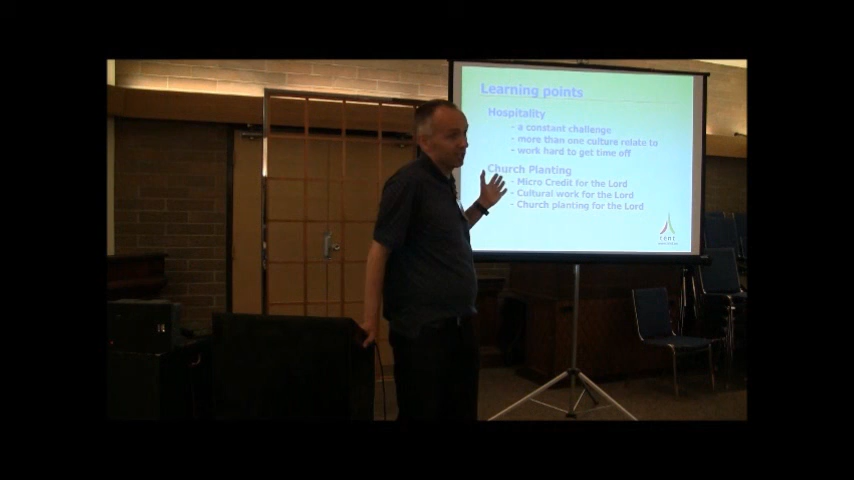 Learning points
Hospitality
- a constant challenge
- more than one culture relate to
- work hard to get time off
Church Planting
- Micro Credit for the Lord
- Cultural work for the Lord
- Church planting for the Lord
tent